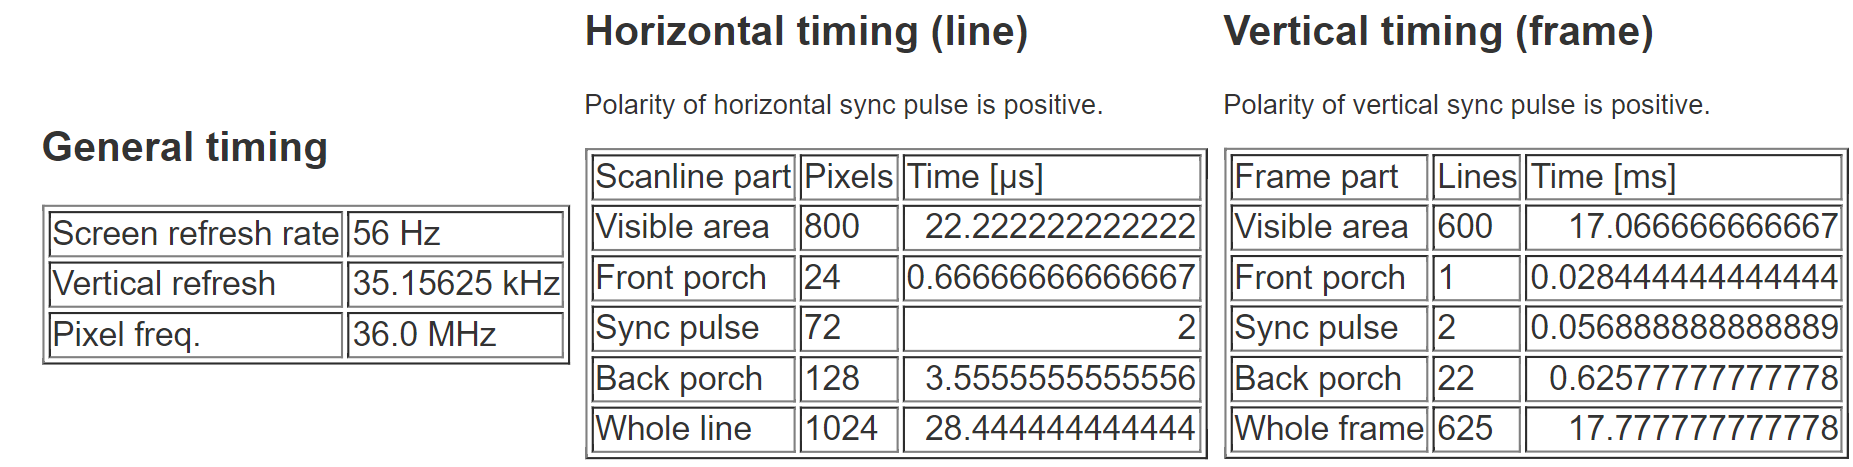 General timing
Screen refresh rate 56 Hz
Vertical refresh 35.15625 kHz
Pixel freq. 36.0 MHz
Horizontal timing (line)
Polarity of horizontal sync pulse is positive.
Scanline part Pixels Time [µs]
Visible area 800 22.222222222222
Front porch 24 0.66666666666667
Sync pulse 72 2
Back porch 128 3.5555555555556
Whole line 1024 28.444444444444
Vertical timing (frame)
Polarity of vertical sync pulse is positive.
Frame part Lines Time [ms]
Visible area 600 17.066666666667
Front porch 1 0.028444444444444
Sync pulse 2 0.056888888888889
Back porch 22 0.62577777777778
Whole frame 625 17.777777777778